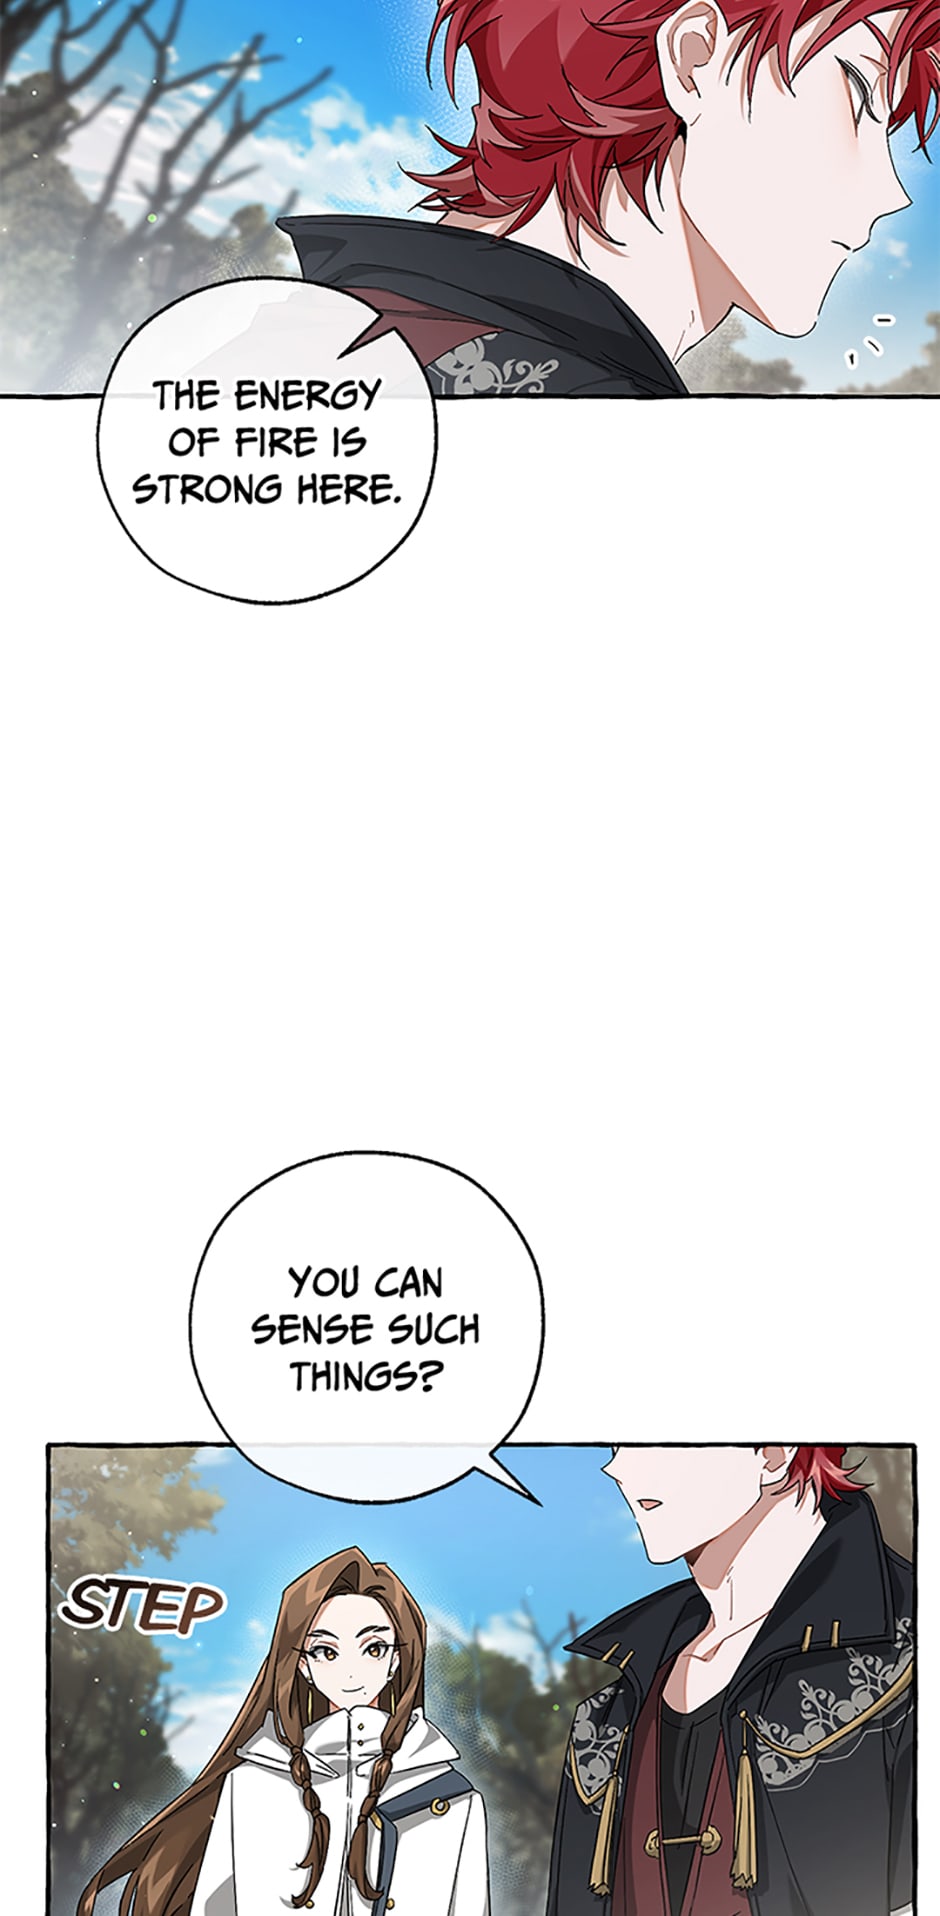 THE ENERGY
OF FIRE IS
STRONG HERE.
YOU CAN
SENSE SUCH
THINGS?
STEP